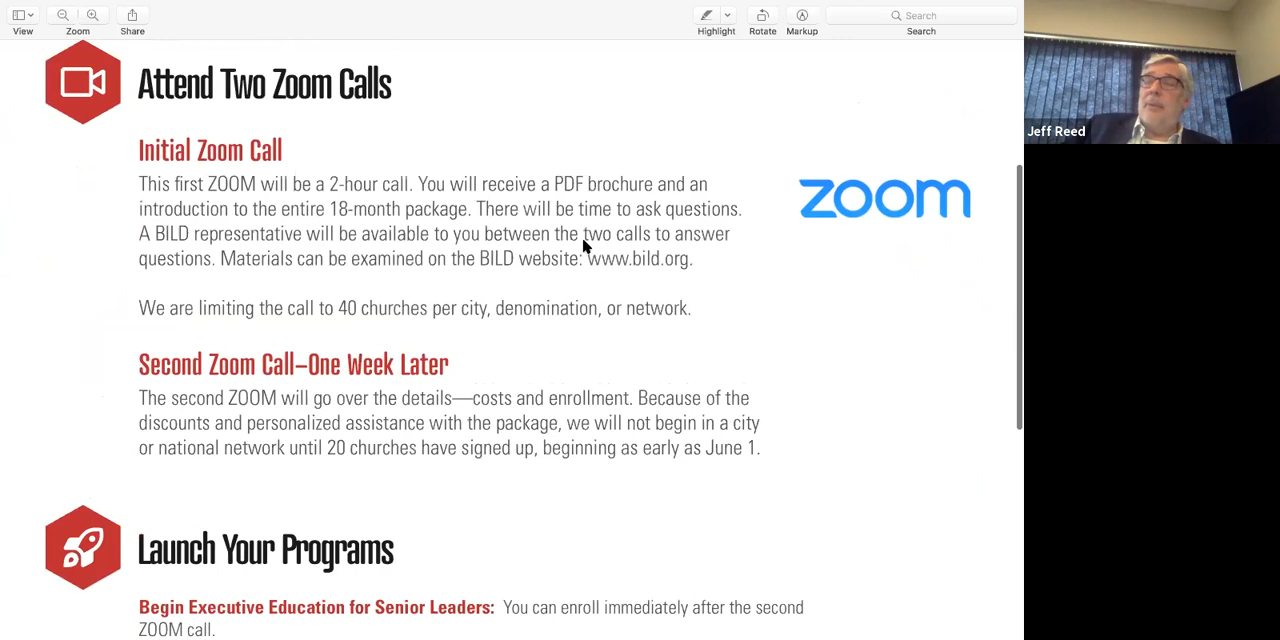 View
Zoom
Share
Highlight
Rotate
Markup
Search
Search
Jeff Reed
Attend Two Zoom Calls
Initial Zoom Call
This first ZOOM will be a 2-hour call. You will receive a PDF brochure and an
introduction to the entire 18-month package. There will be time to ask questions.
A BILD representative will be available to you between the two calls to answer
questions. Materials can be examined on the BILD website: www.bild.org.
zoom
We are limiting the call to 40 churches per city, denomination, or network.
Second Zoom Call–One Week Later
The second ZOOM will go over the details—costs and enrollment. Because of the
discounts and personalized assistance with the package, we will not begin in a city
or national network until 20 churches have signed up, beginning as early as June 1.
Launch Your Programs
Begin Executive Education for Senior Leaders: You can enroll immediately after the second
ZOOM call.